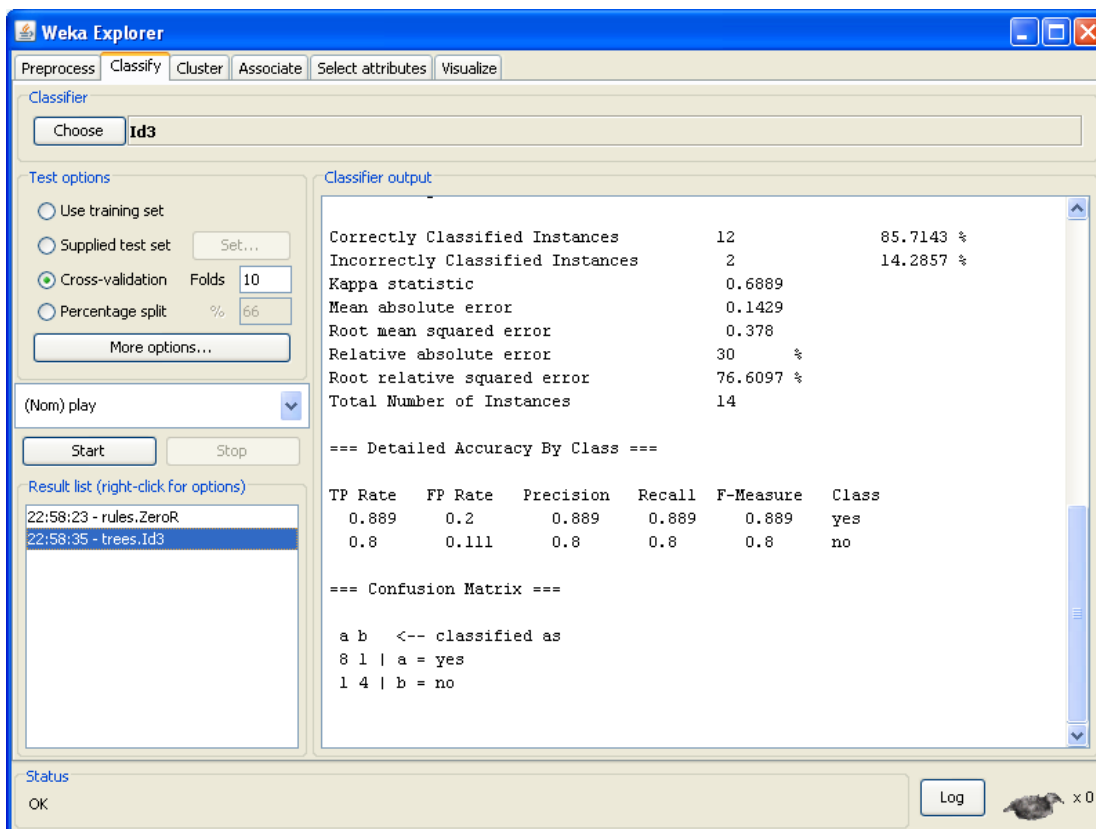 Weka Explorer
Preprocess Classify Cluster Associate Select attributes Visualize
Classifier
Choose Id3
Test options
Use training set
Supplied test set Set...
Cross-validation Folds 10
Percentage split % 66
More options...
(Nom) play
Start Stop
Result list (right-click for options)
22:58:23 - rules.ZeroR
22:58:35 - trees.Id3
Classifier output
Correctly Classified Instances 12 85.7143 %
Incorrectly Classified Instances 2 14.2857 %
Kappa statistic 0.6889
Mean absolute error 0.1429
Root mean squared error 0.378
Relative absolute error 30 %
Root relative squared error 76.6097 %
Total Number of Instances 14
=== Detailed Accuracy By Class ===
TP Rate FP Rate Precision Recall F-Measure Class
0.889 0.2 0.889 0.889 0.889 yes
0.8 0.111 0.8 0.8 0.8 no
=== Confusion Matrix ===
a b <-- classified as
8 1 | a = yes
1 4 | b = no
Status
OK
Log x 0